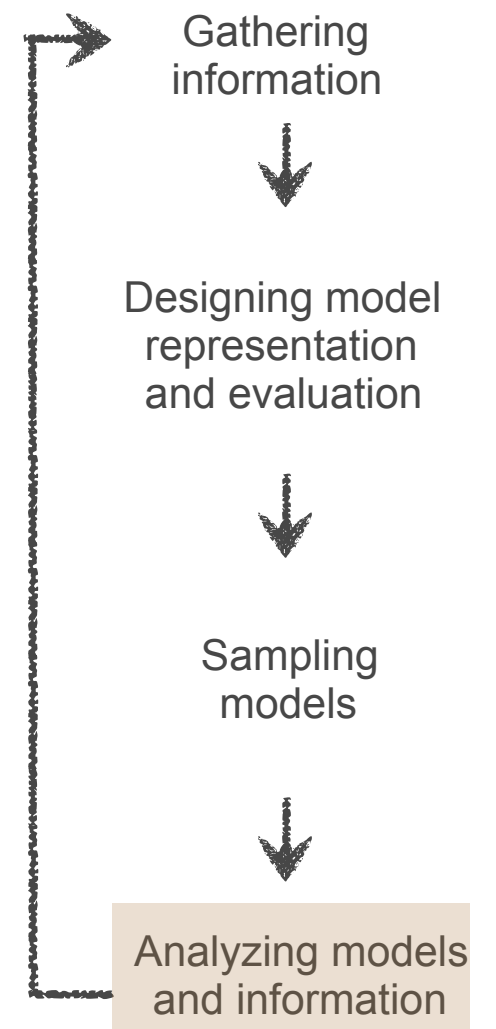 Gathering
information
Designing model
representation
and evaluation
Sampling
models
Analyzing models
and information